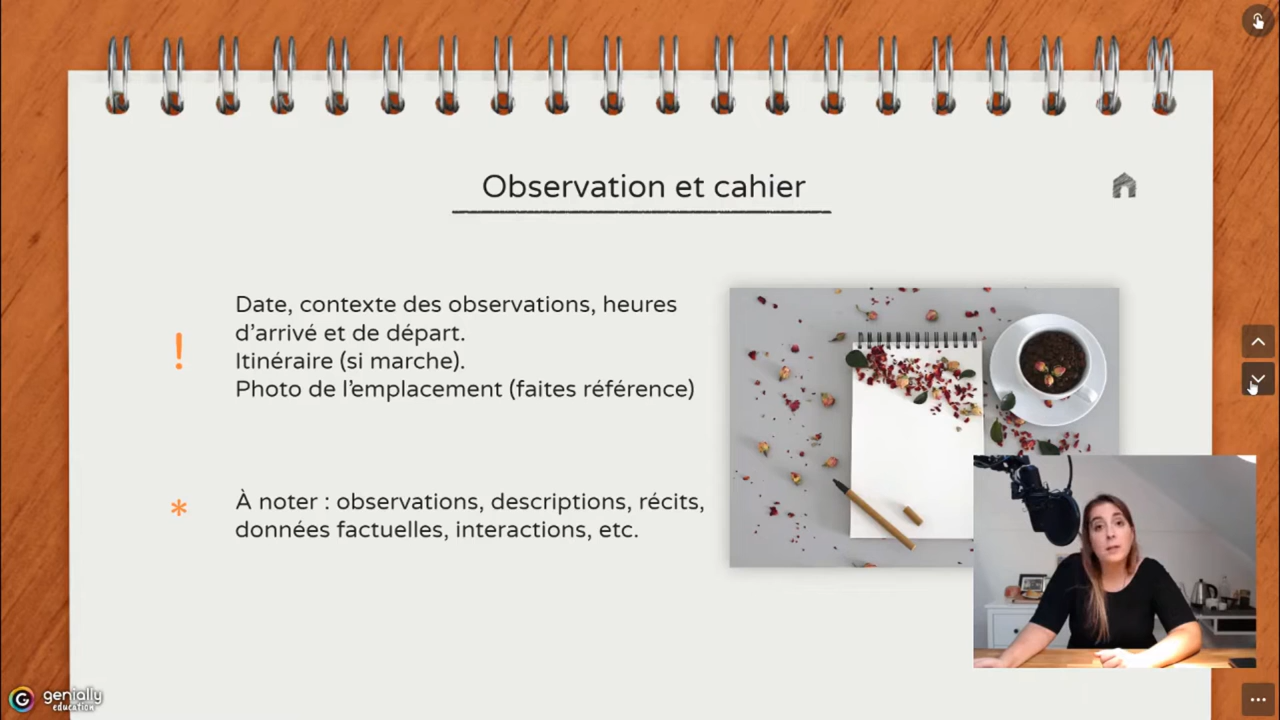 Observation et cahier
!
Date, contexte des observations, heures
d'arrivé et de départ.
Itinéraire (si marche).
Photo de l'emplacement (faites référence)
*
À noter : observations, descriptions, récits,
données factuelles, interactions, etc.
G genially
education